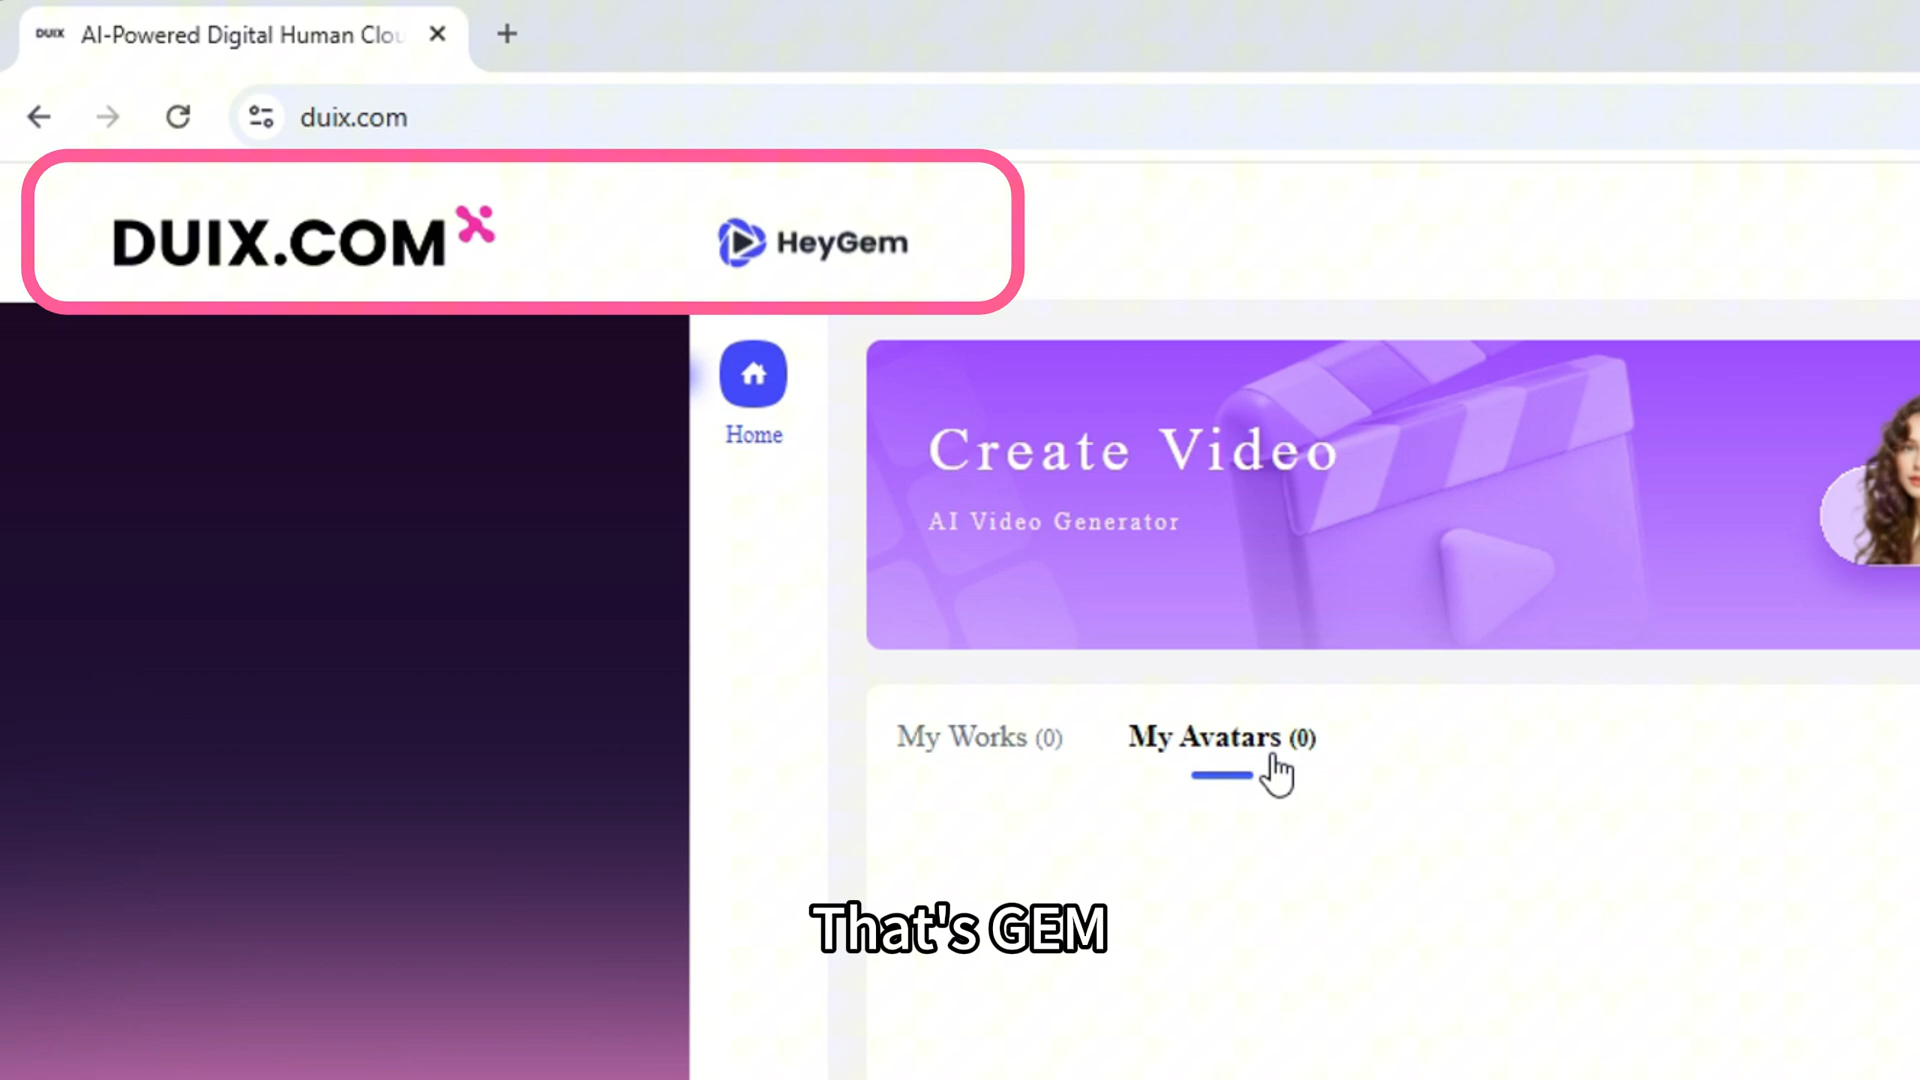 DUIX AI-Powered Digital Human Clou
duix.com
DUIX.COM
HeyGem
Home
Create Video
AI Video Generator
My Works (0) My Avatars (0)
That's GEM